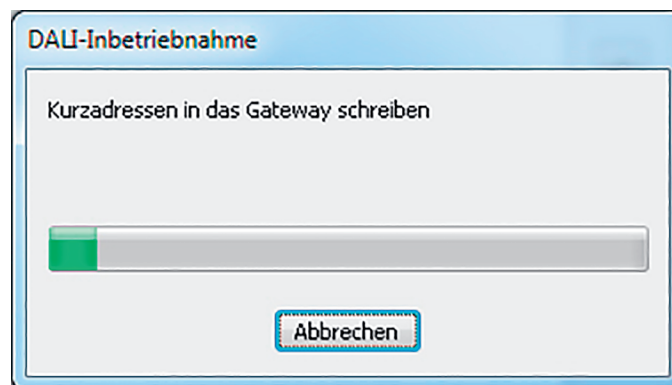 DALI-Inbetriebnahme
Kurzadressen in das Gateway schreiben
Abbrechen